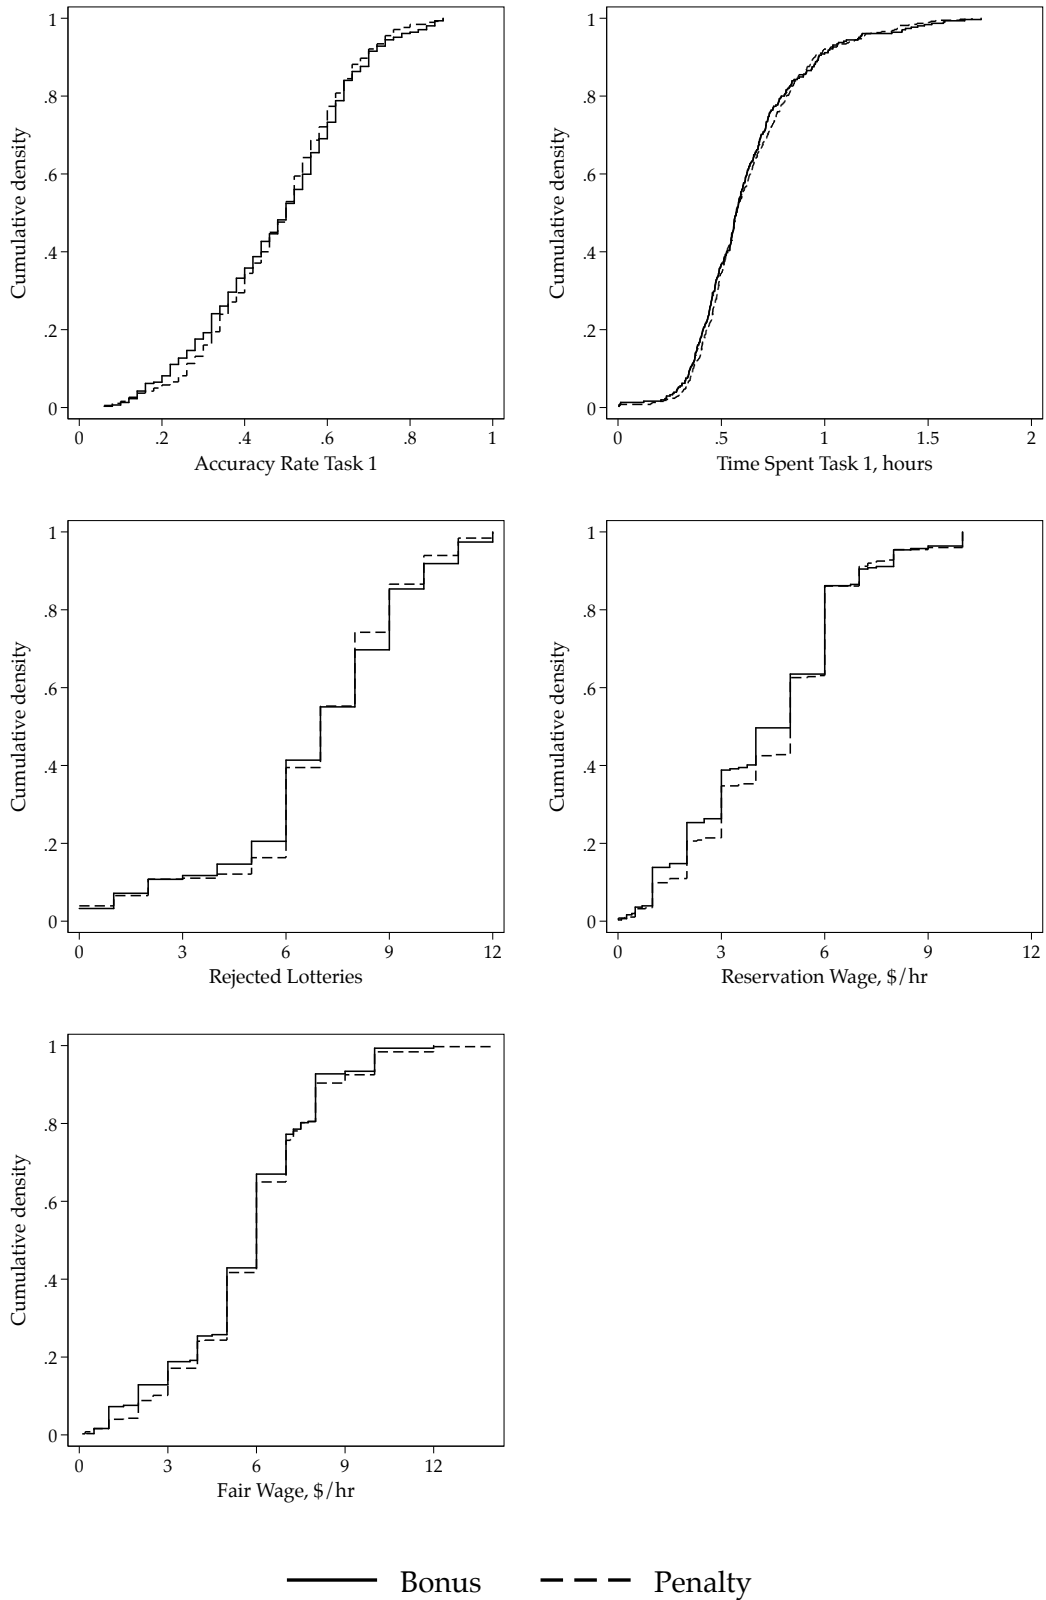 Cumulative density
1
.8
.6
.4
.2
0
0 .2 .4 .6 .8 1
Accuracy Rate Task 1
Cumulative density
1
.8
.6
.4
.2
0
0 .5 1 1.5 2
Time Spent Task 1, hours
Cumulative density
1
.8
.6
.4
.2
0
0 3 6 9 12
Rejected Lotteries
Cumulative density
1
.8
.6
.4
.2
0
0 3 6 9 12
Reservation Wage, $/hr
Cumulative density
1
.8
.6
.4
.2
0
0 3 6 9 12
Fair Wage, $/hr
Bonus Penalty